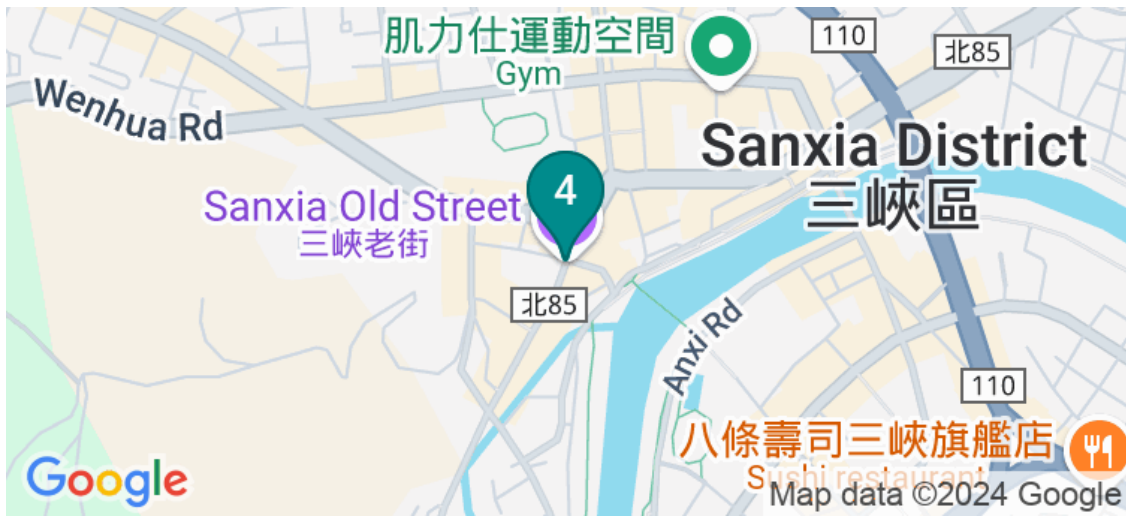 肌力仕運動空間
Gym
110
北85
Wenhua Rd
Sanxia District
三峽區
4
Sanxia Old Street
三峽老街
北85
Anxi Rd
110
八條壽司三峽旗艦店
Sushi restaurant
Google
Map data ©2024 Google